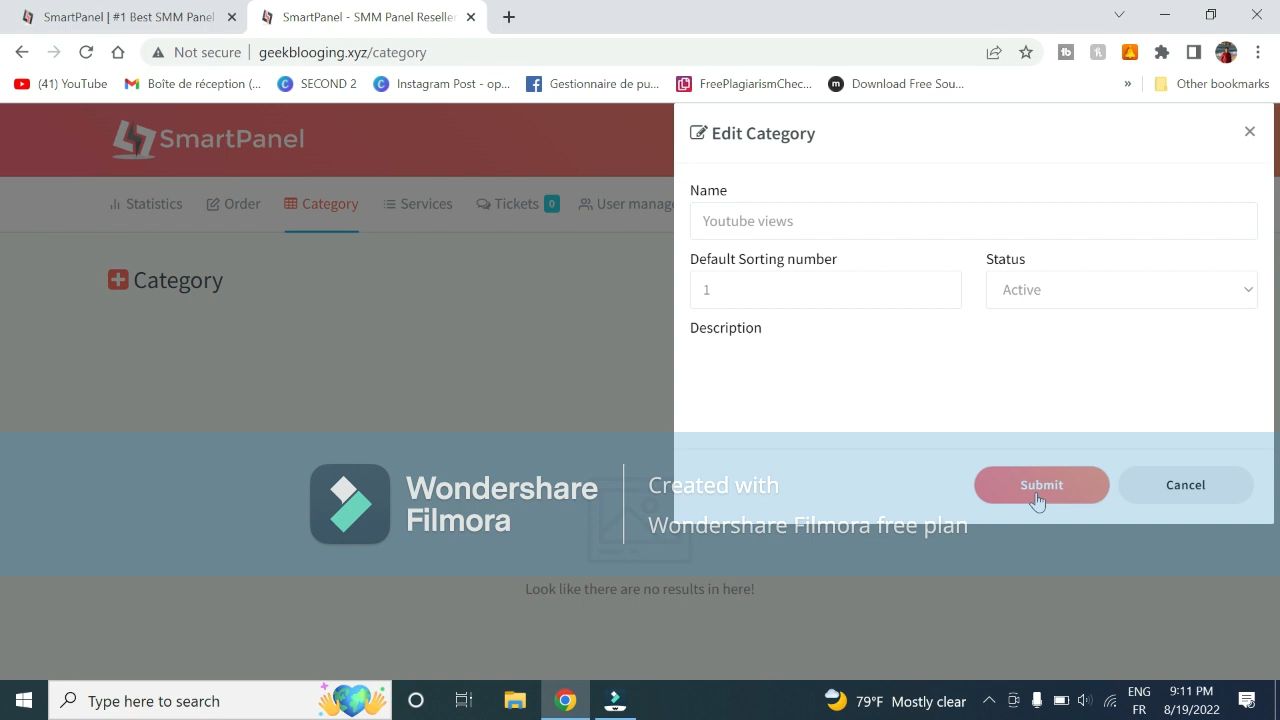 SmartPanel | #1 Best SMM Panel
SmartPanel - SMM Panel Reseller
Not secure | geekblooging.xyz/category
(41) YouTube
Boîte de réception (...
SECOND 2
Instagram Post - op...
Gestionnaire de pu...
FreePlagiarismChec...
Download Free Sou...
»
Other bookmarks
SmartPanel
Statistics
Order
Category
Services
Tickets 0
User manage
Category
Edit Category
Name
Youtube views
Default Sorting number
Status
1
Active
Description
Submit
Cancel
Wondershare
Filmora
Created with
Wondershare Filmora free plan
Look like there are no results in here!
Type here to search
79°F Mostly clear
ENG
FR
9:11 PM
8/19/2022